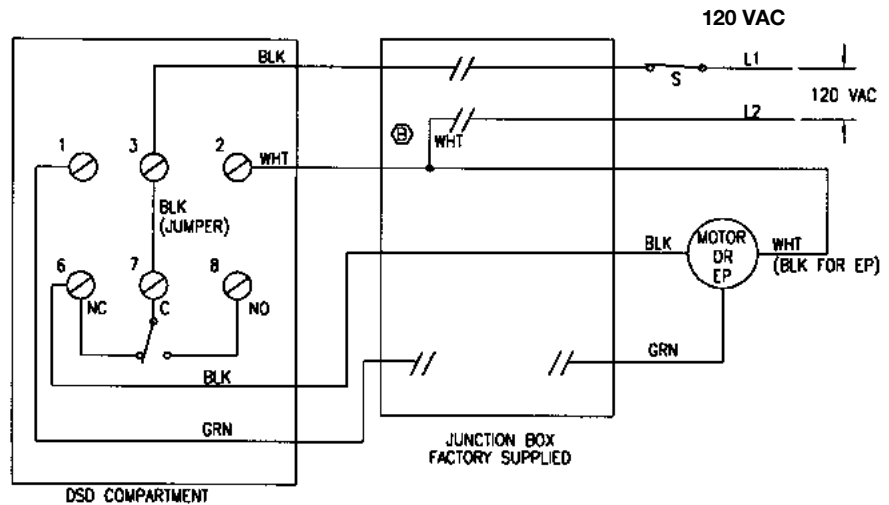 120 VAC
BLK
L1
S
120 VAC
L2
B
WHT
1
3
2
WHT
BLK
(JUMPER)
BLK
MOTOR
OR
EP
WHT
(BLK FOR EP)
6
7
8
NC
C
NO
GRN
BLK
GRN
JUNCTION BOX
FACTORY SUPPLIED
DSD COMPARTMENT